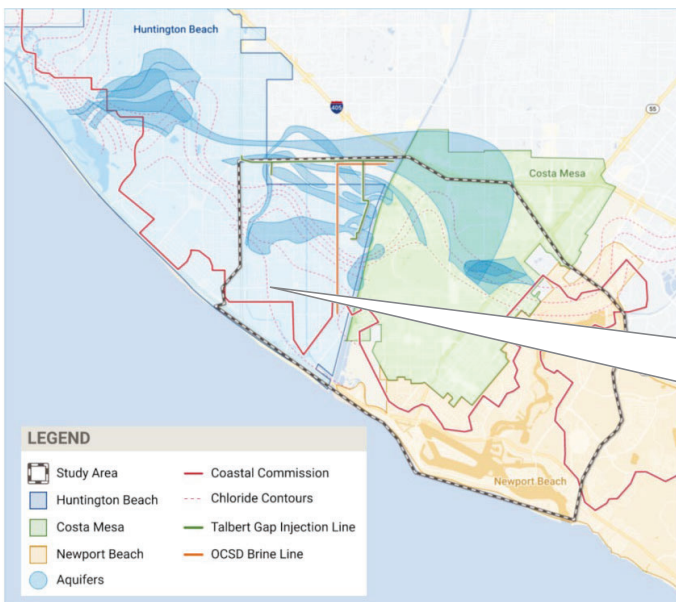 Huntington Beach
405
55
Costa Mesa
Newport Beach
LEGEND
Study Area
Huntington Beach
Costa Mesa
Newport Beach
Aquifers
Coastal Commission
Chloride Contours
Talbert Gap Injection Line
OCSD Brine Line